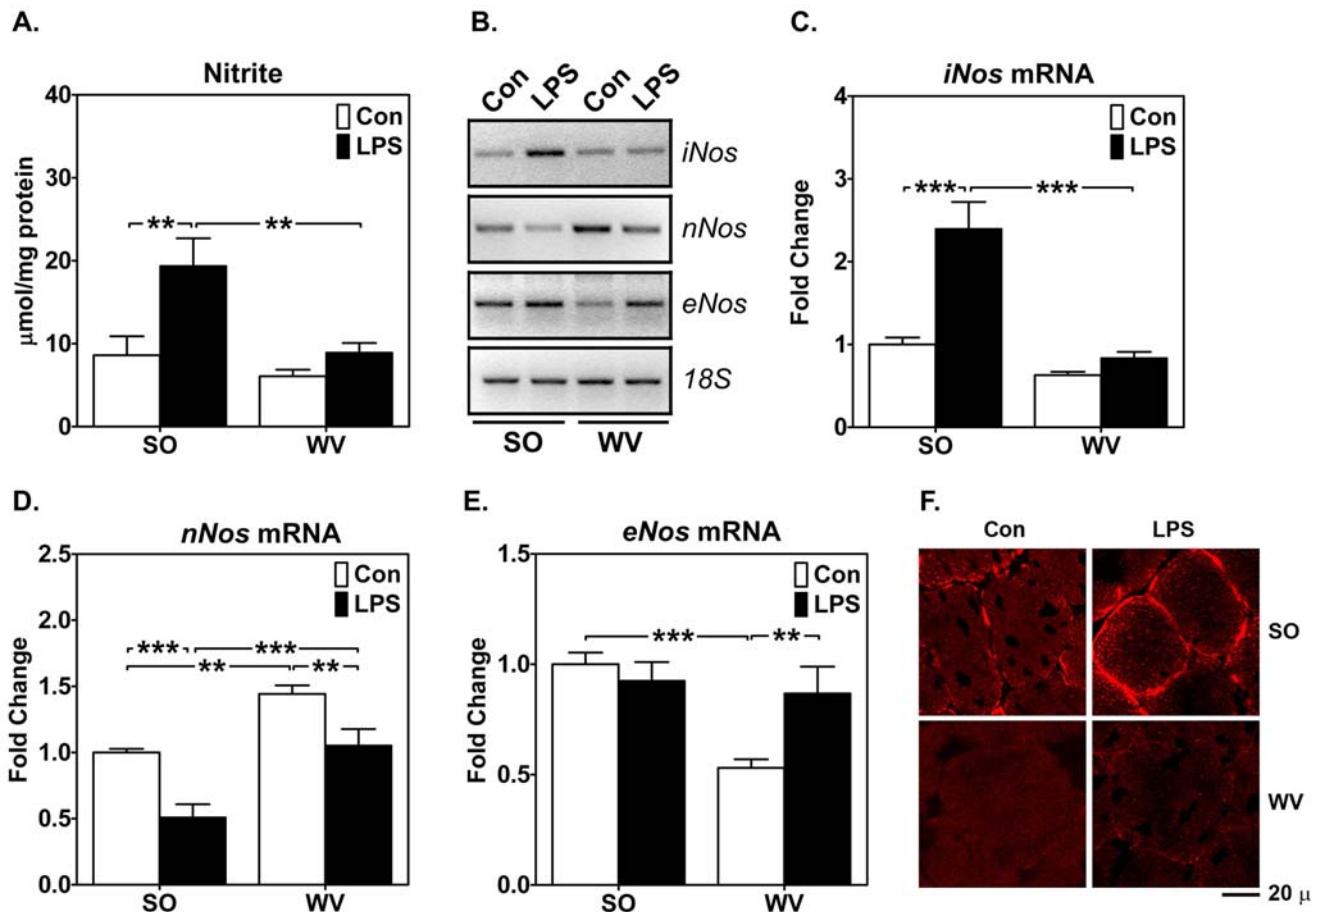 A.
Nitrite
40
30
20
10
0
μmol/mg protein
Con
LPS
** **
SO WV
B.
Con LPS Con LPS
iNos
nNos
eNos
18S
SO WV
C.
iNos mRNA
4
3
2
1
0
Fold Change
Con
LPS
*** ***
SO WV
D.
nNos mRNA
2.5
2.0
1.5
1.0
0.5
0.0
Fold Change
Con
LPS
*** ***
** **
SO WV
E.
eNos mRNA
1.5
1.0
0.5
0.0
Fold Change
Con
LPS
*** **
SO WV
F.
Con LPS
SO
WV
20 μ